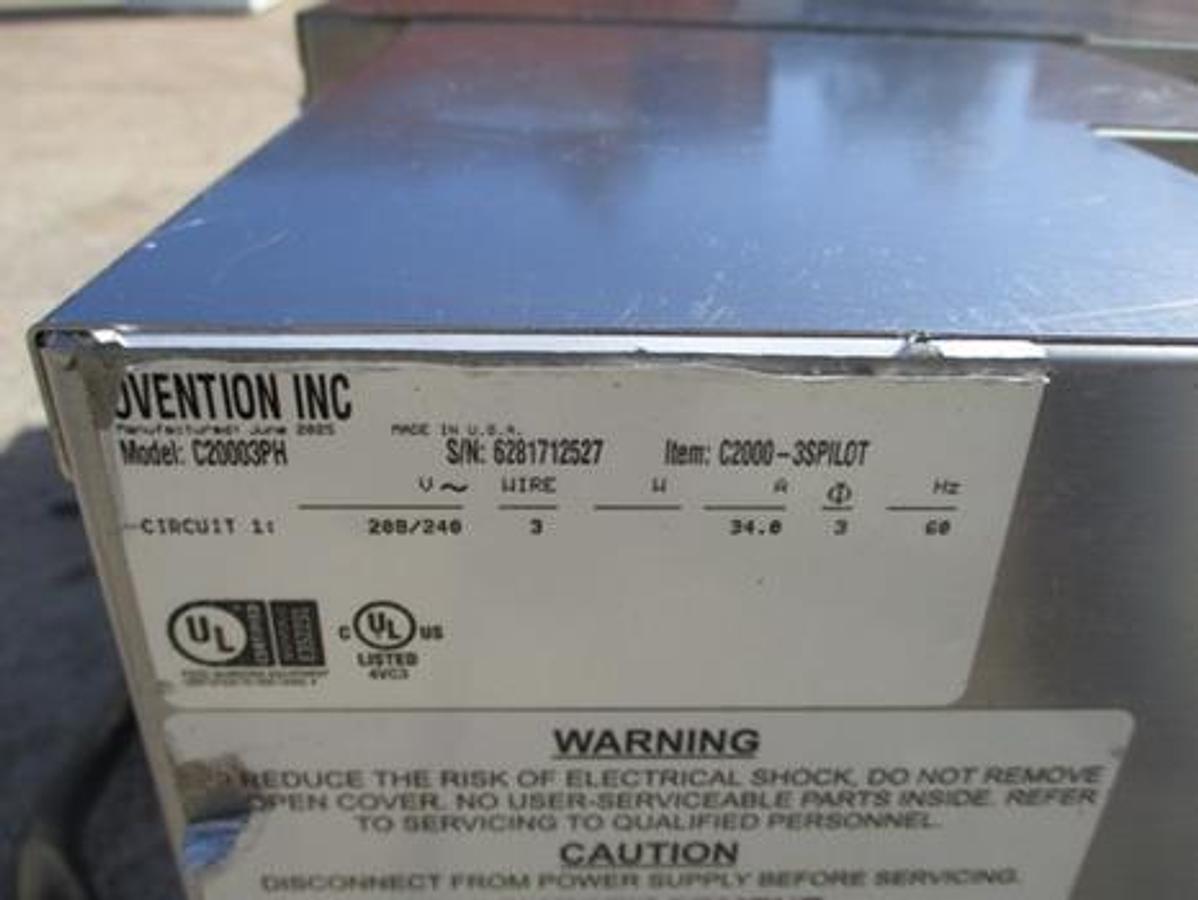 OVENTION INC
Manufactured: June 2025 MADE IN U.S.A.
Model: C20003PH S/N: 6281712527 Item: C2000-3SPILOT
V ~ WIRE W A Φ Hz
CIRCUIT 1: 208/240 3 34.0 3 60
UL
C UL US
LISTED
4VC3
WARNING
REDUCE THE RISK OF ELECTRICAL SHOCK, DO NOT REMOVE
OPEN COVER. NO USER-SERVICEABLE PARTS INSIDE. REFER
TO SERVICING TO QUALIFIED PERSONNEL.
CAUTION
DISCONNECT FROM POWER SUPPLY BEFORE SERVICING.